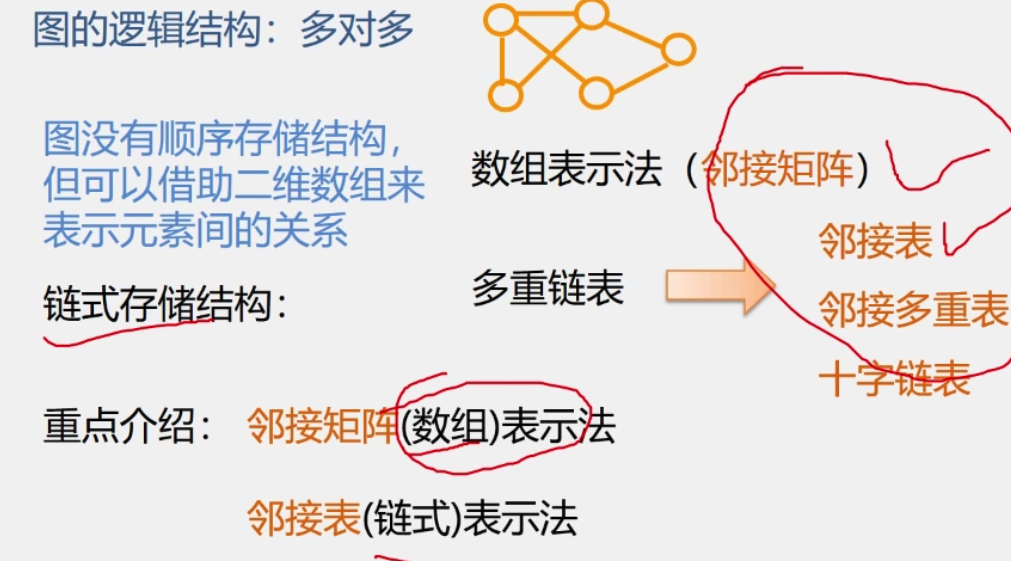 图的逻辑结构：多对多
图没有顺序存储结构，
但可以借助二维数组来
表示元素间的关系
数组表示法（邻接矩阵）
链式存储结构：
多重链表
邻接表
邻接多重表
十字链表
重点介绍：邻接矩阵(数组)表示法
邻接表(链式)表示法